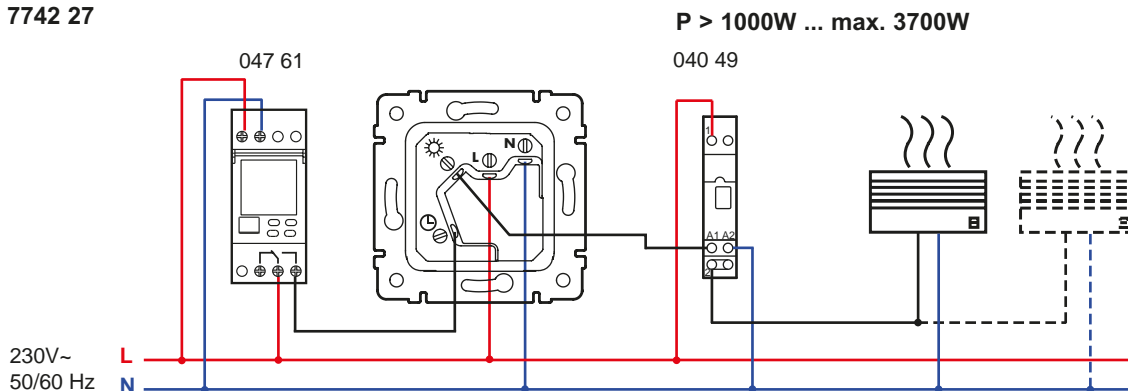 7742 27
P > 1000W ... max. 3700W
047 61
040 49
1
L
N
A1 A2
2
230V~ L
50/60 Hz N